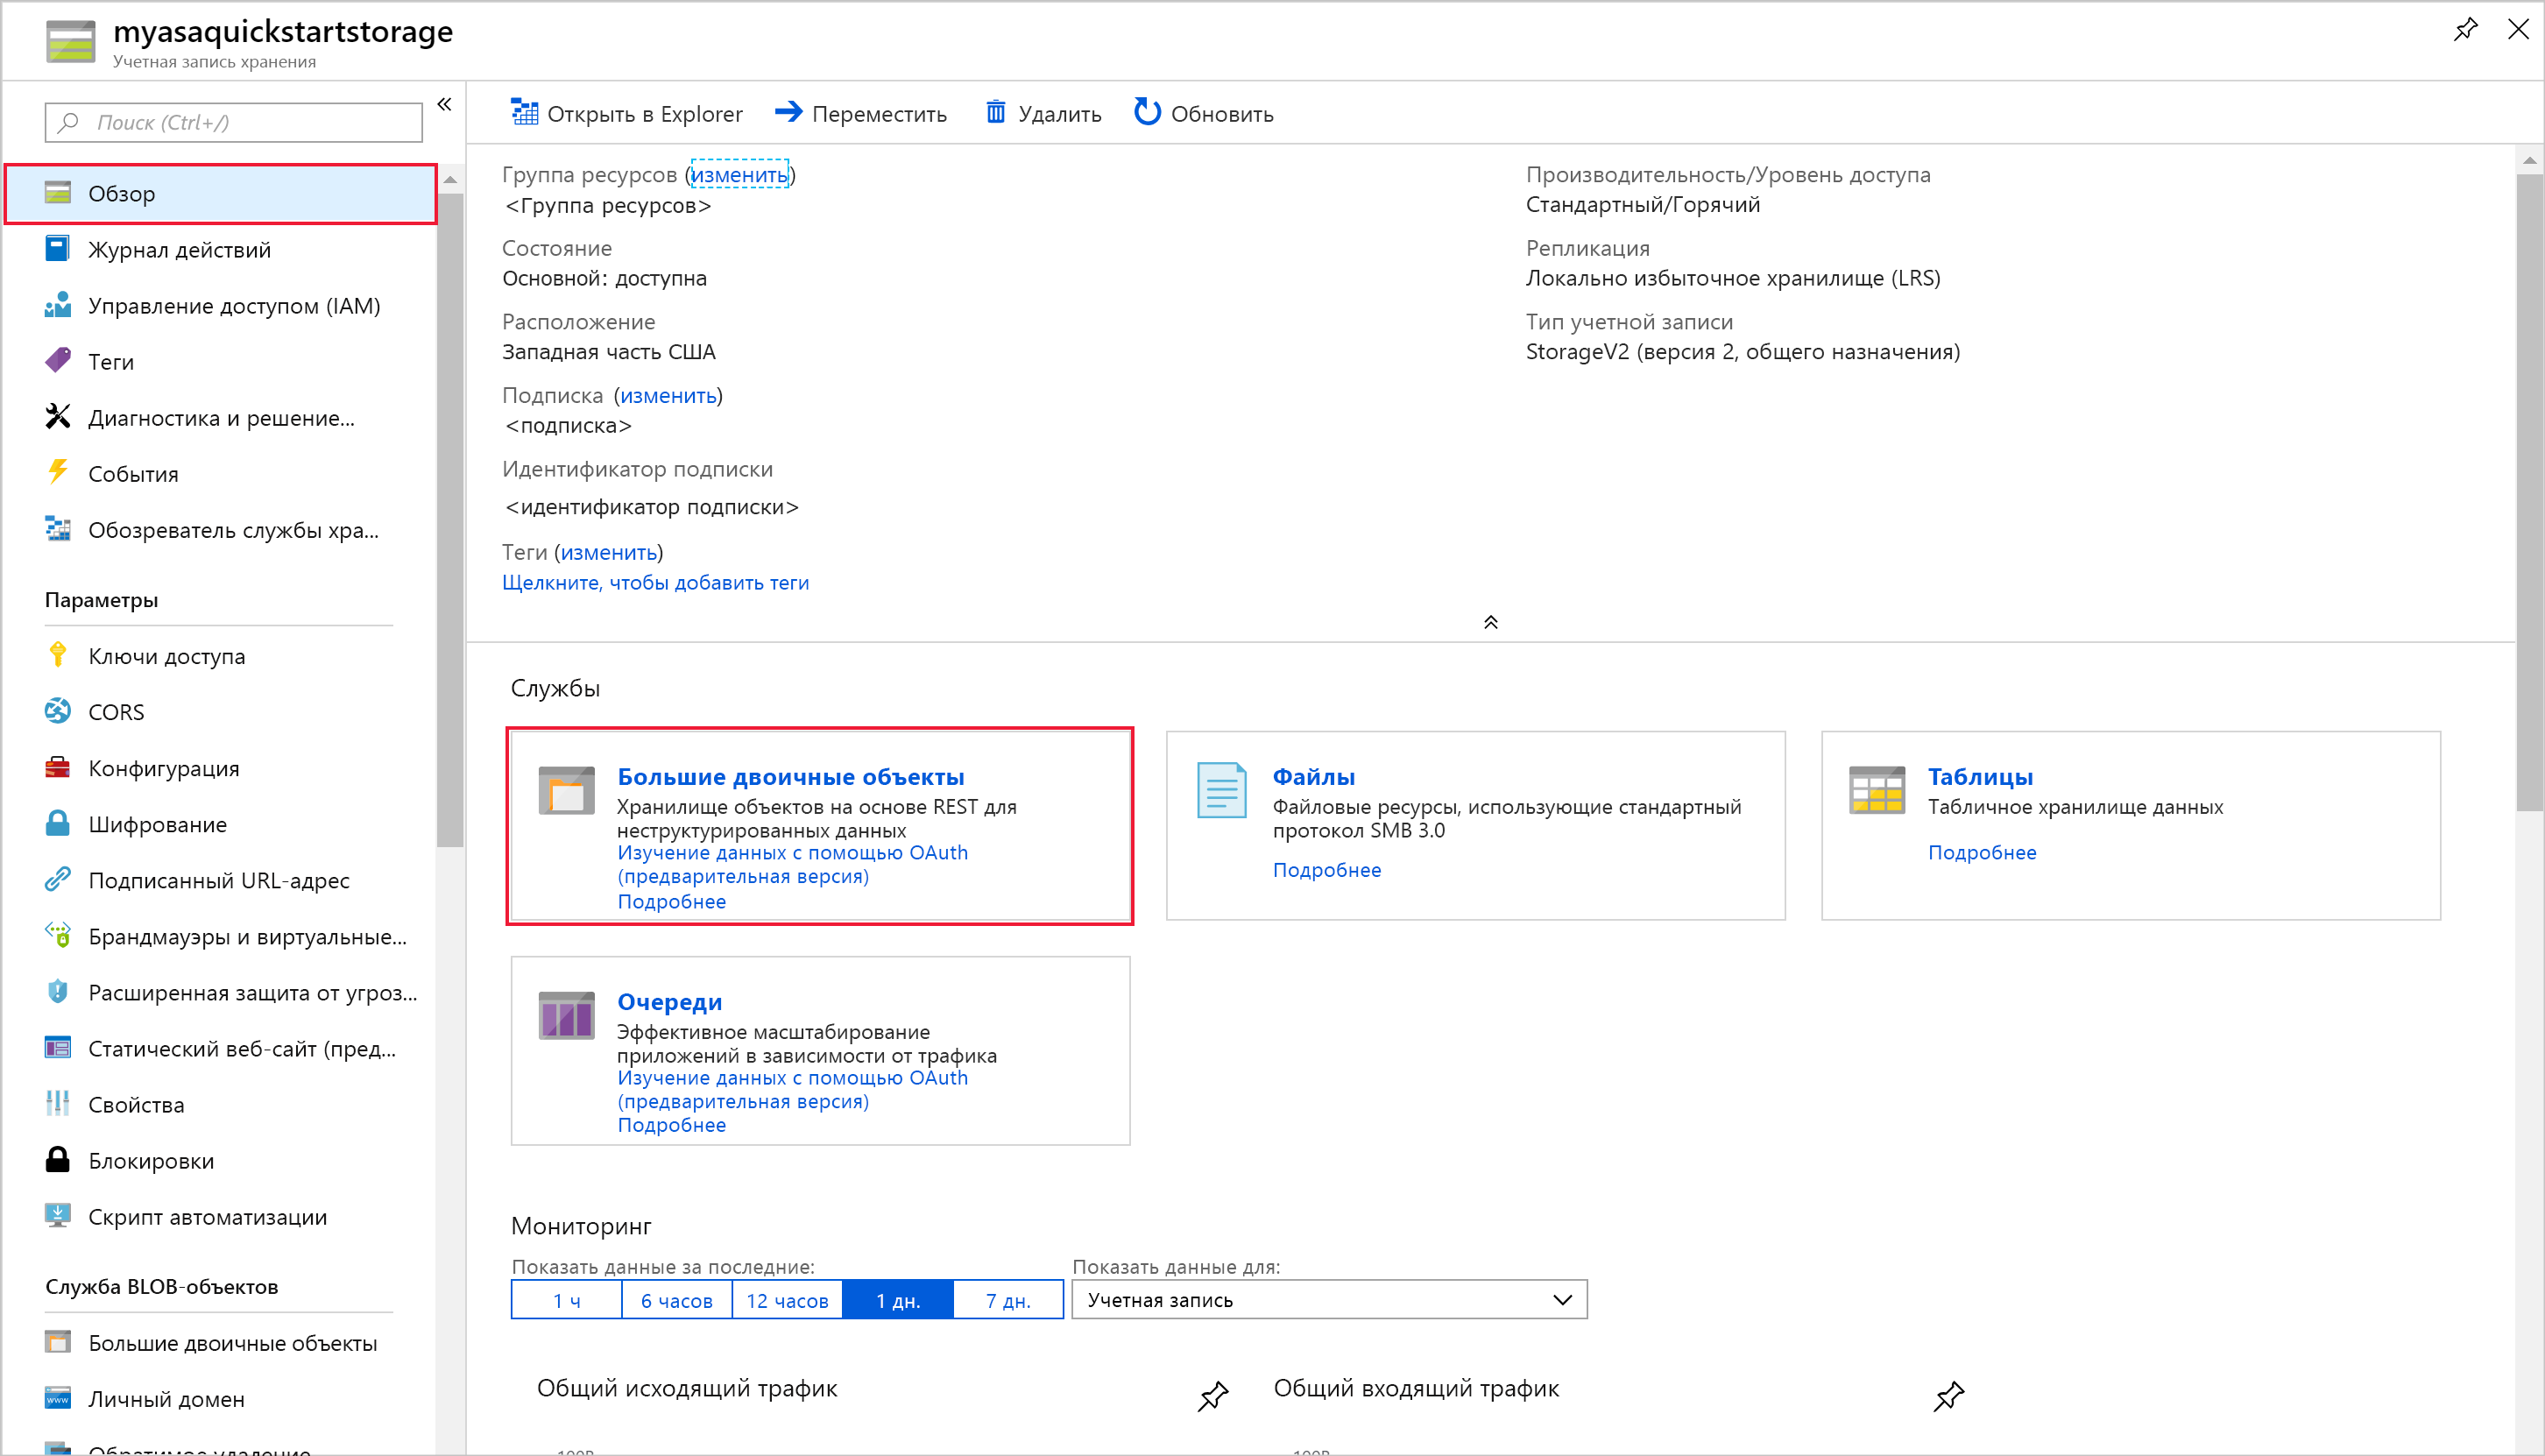 myasaquickstartstorage
Учетная запись хранения
Поиск (Ctrl+/)
Обзор
Журнал действий
Управление доступом (IAM)
Теги
Диагностика и решение...
События
Обозреватель службы хра...
Параметры
Ключи доступа
CORS
Конфигурация
Шифрование
Подписанный URL-адрес
Брандмауэры и виртуальные...
Расширенная защита от угроз...
Статический веб-сайт (пред...
Свойства
Блокировки
Скрипт автоматизации
Служба BLOB-объектов
Большие двоичные объекты
www
Личный домен
Обратимое удаление
Открыть в Explorer
Переместить
Удалить
Обновить
Группа ресурсов (изменить)
<Группа ресурсов>
Состояние
Основной: доступна
Расположение
Западная часть США
Подписка (изменить)
<подписка>
Идентификатор подписки
<идентификатор подписки>
Теги (изменить)
Щелкните, чтобы добавить теги
Производительность/Уровень доступа
Стандартный/Горячий
Репликация
Локально избыточное хранилище (LRS)
Тип учетной записи
StorageV2 (версия 2, общего назначения)
Службы
Большие двоичные объекты
Хранилище объектов на основе REST для
неструктурированных данных
Изучение данных с помощью OAuth
(предварительная версия)
Подробнее
Файлы
Файловые ресурсы, использующие стандартный
протокол SMB 3.0
Подробнее
Таблицы
Табличное хранилище данных
Подробнее
Очереди
Эффективное масштабирование
приложений в зависимости от трафика
Изучение данных с помощью OAuth
(предварительная версия)
Подробнее
Мониторинг
Показать данные за последние:
1 ч
6 часов
12 часов
1 дн.
7 дн.
Показать данные для:
Учетная запись
Общий исходящий трафик
Общий входящий трафик
100B
100B